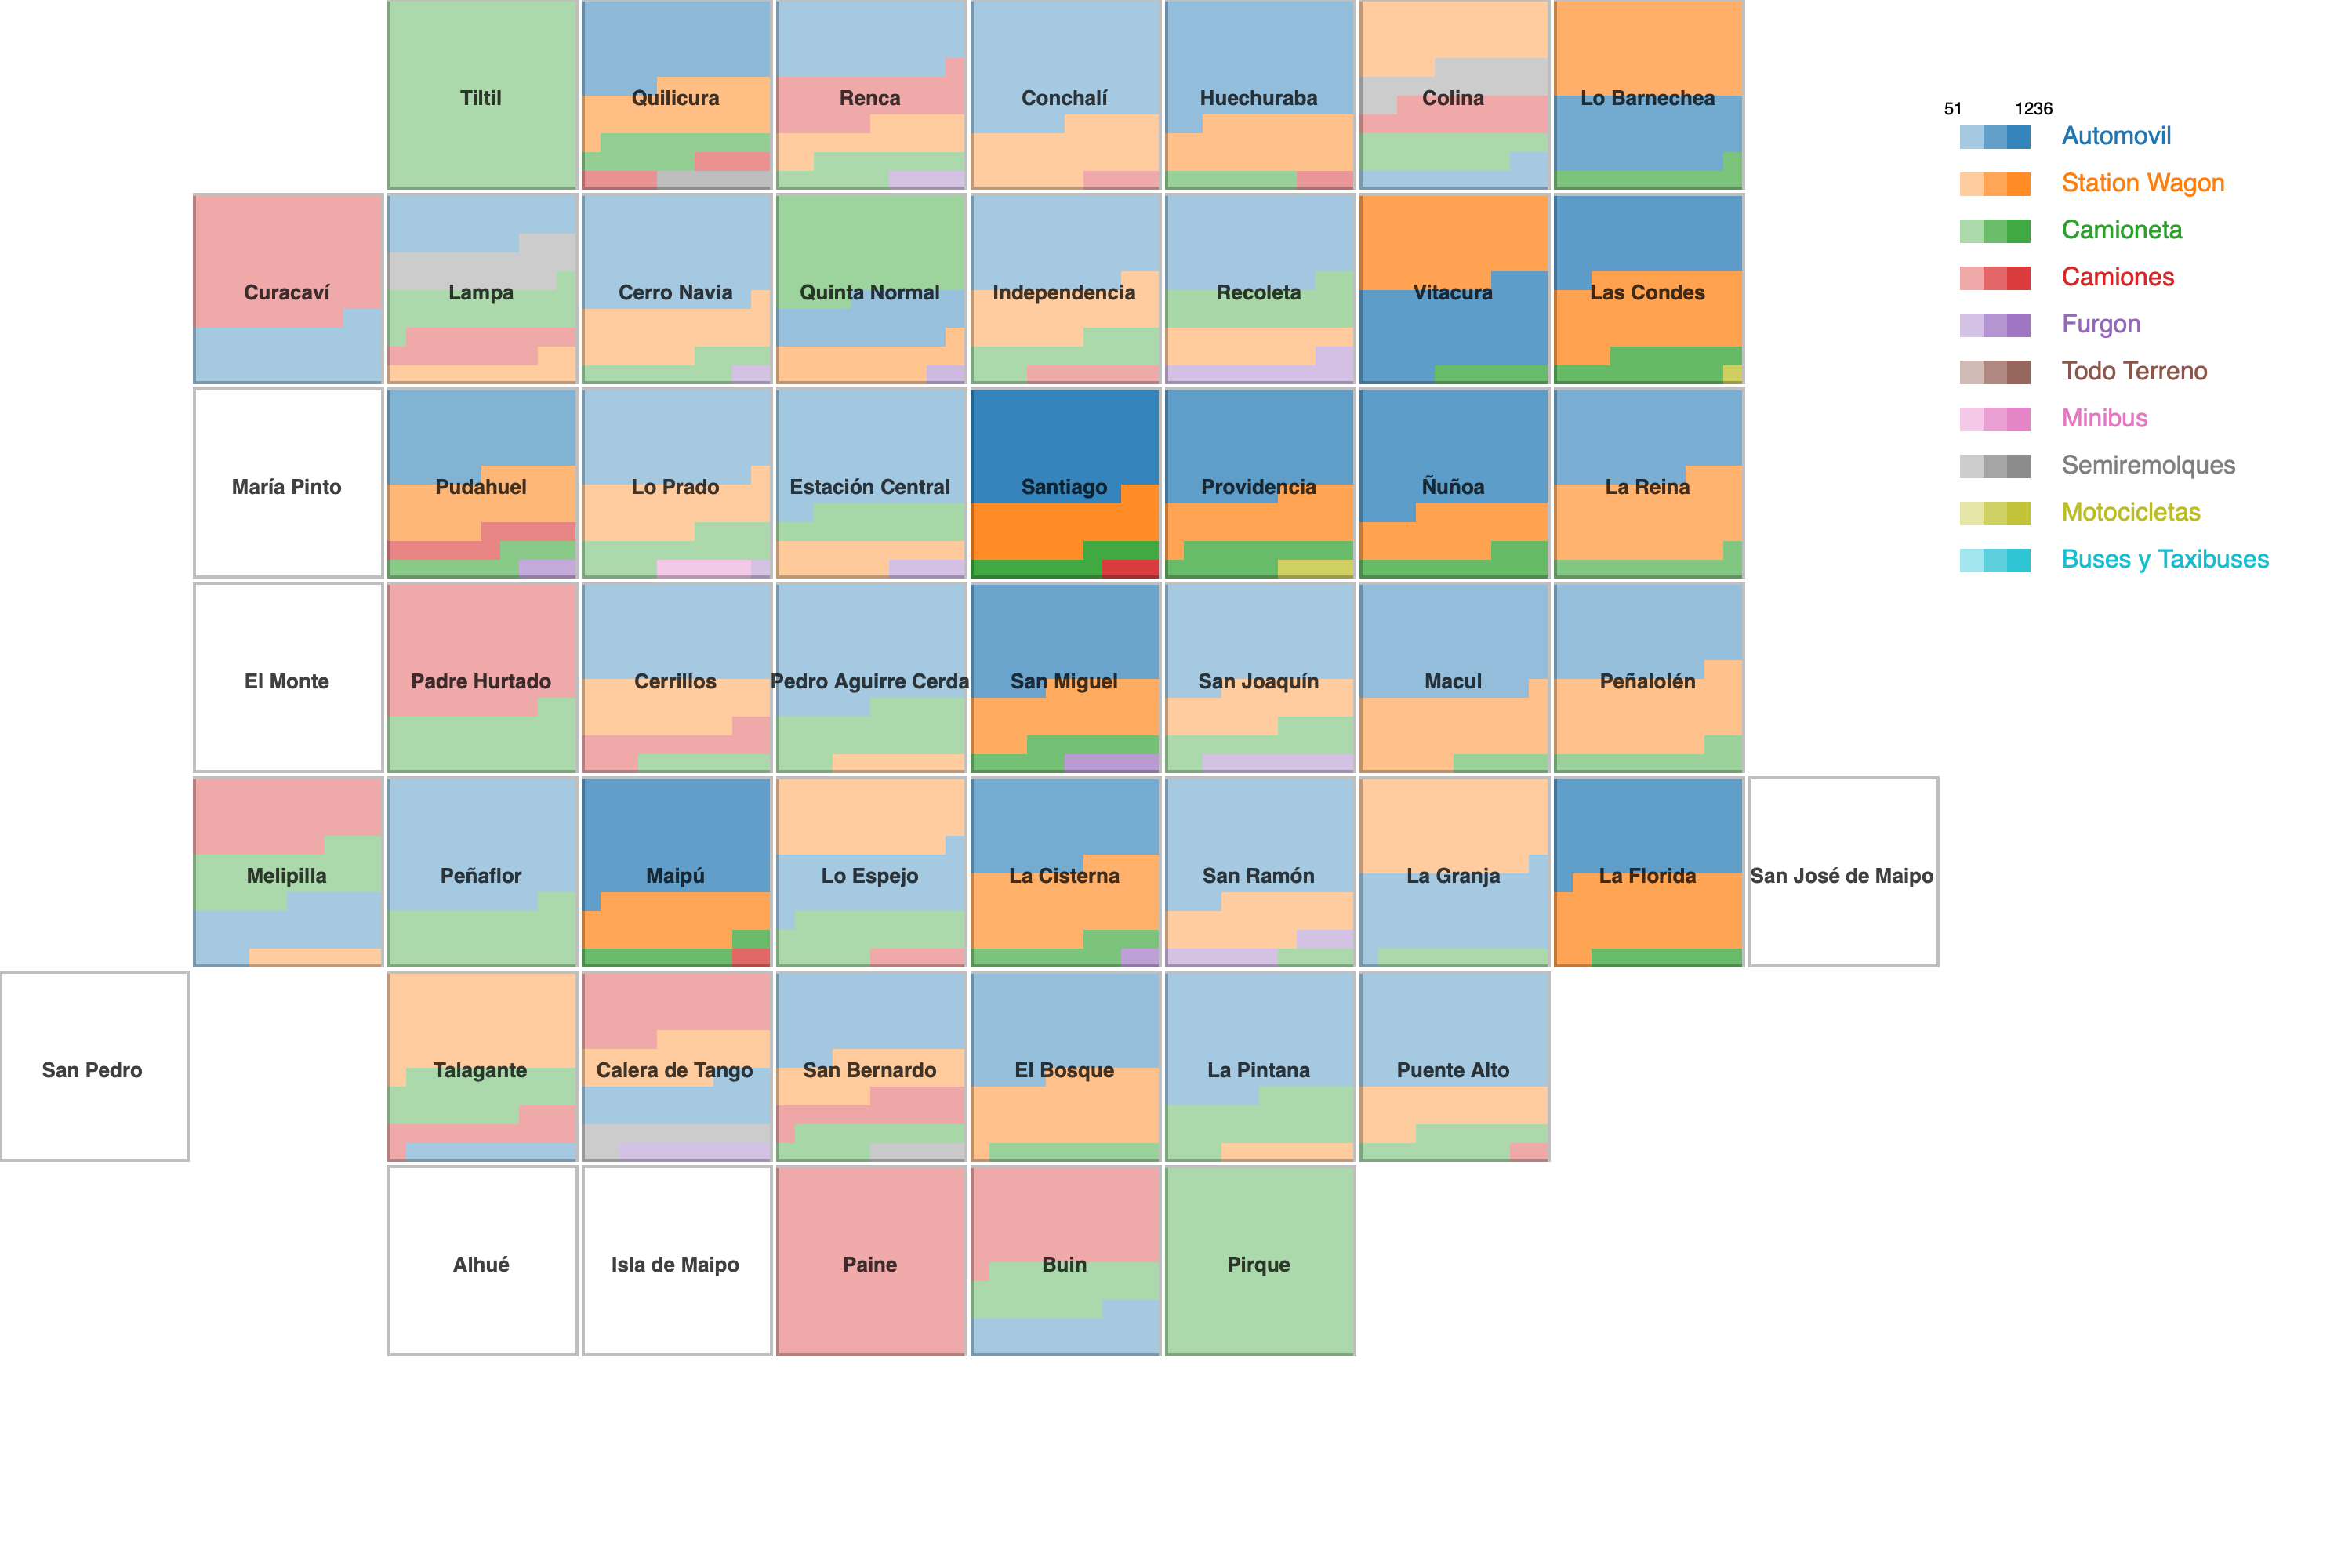 Tiltil
Quilicura
Renca
Conchalí
Huechuraba
Colina
Lo Barnechea
Curacaví
Lampa
Cerro Navia
Quinta Normal
Independencia
Recoleta
Vitacura
Las Condes
María Pinto
Pudahuel
Lo Prado
Estación Central
Santiago
Providencia
Ñuñoa
La Reina
El Monte
Padre Hurtado
Cerrillos
Pedro Aguirre Cerda
San Miguel
San Joaquín
Macul
Peñalolén
Melipilla
Peñaflor
Maipú
Lo Espejo
La Cisterna
San Ramón
La Granja
La Florida
San José de Maipo
San Pedro
Talagante
Calera de Tango
San Bernardo
El Bosque
La Pintana
Puente Alto
Alhué
Isla de Maipo
Paine
Buin
Pirque
51 1236
Automovil
Station Wagon
Camioneta
Camiones
Furgon
Todo Terreno
Minibus
Semiremolques
Motocicletas
Buses y Taxibuses